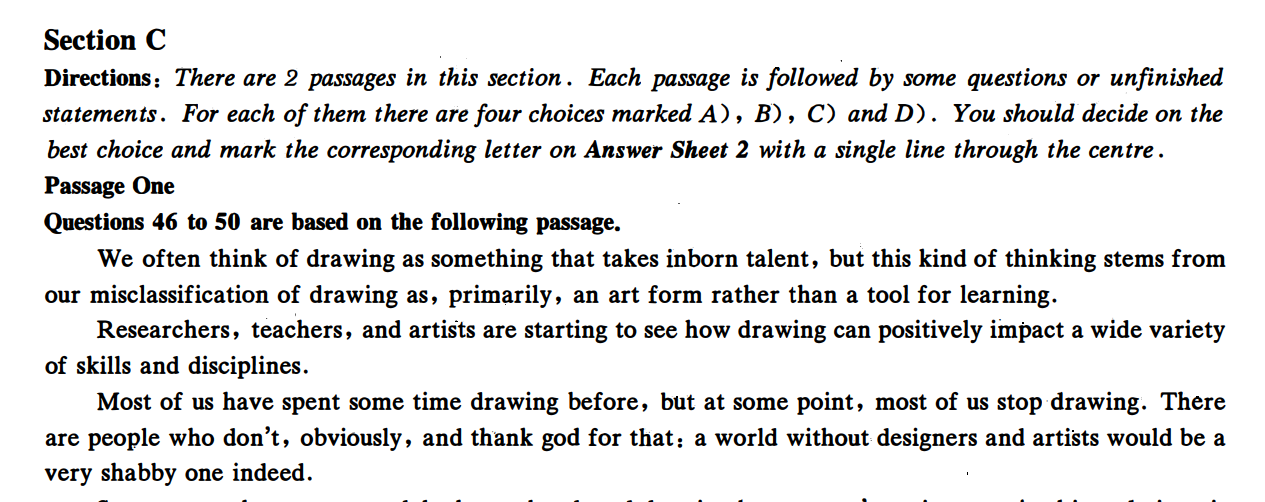 Section C
Directions: There are 2 passages in this section. Each passage is followed by some questions or unfinished
statements. For each of them there are four choices marked A), B), C) and D). You should decide on the
best choice and mark the corresponding letter on Answer Sheet 2 with a single line through the centre.
Passage One
Questions 46 to 50 are based on the following passage.
We often think of drawing as something that takes inborn talent, but this kind of thinking stems from
our misclassification of drawing as, primarily, an art form rather than a tool for learning.
Researchers, teachers, and artists are starting to see how drawing can positively impact a wide variety
of skills and disciplines.
Most of us have spent some time drawing before, but at some point, most of us stop drawing. There
are people who don't, obviously, and thank god for that: a world without designers and artists would be a
very shabby one indeed.